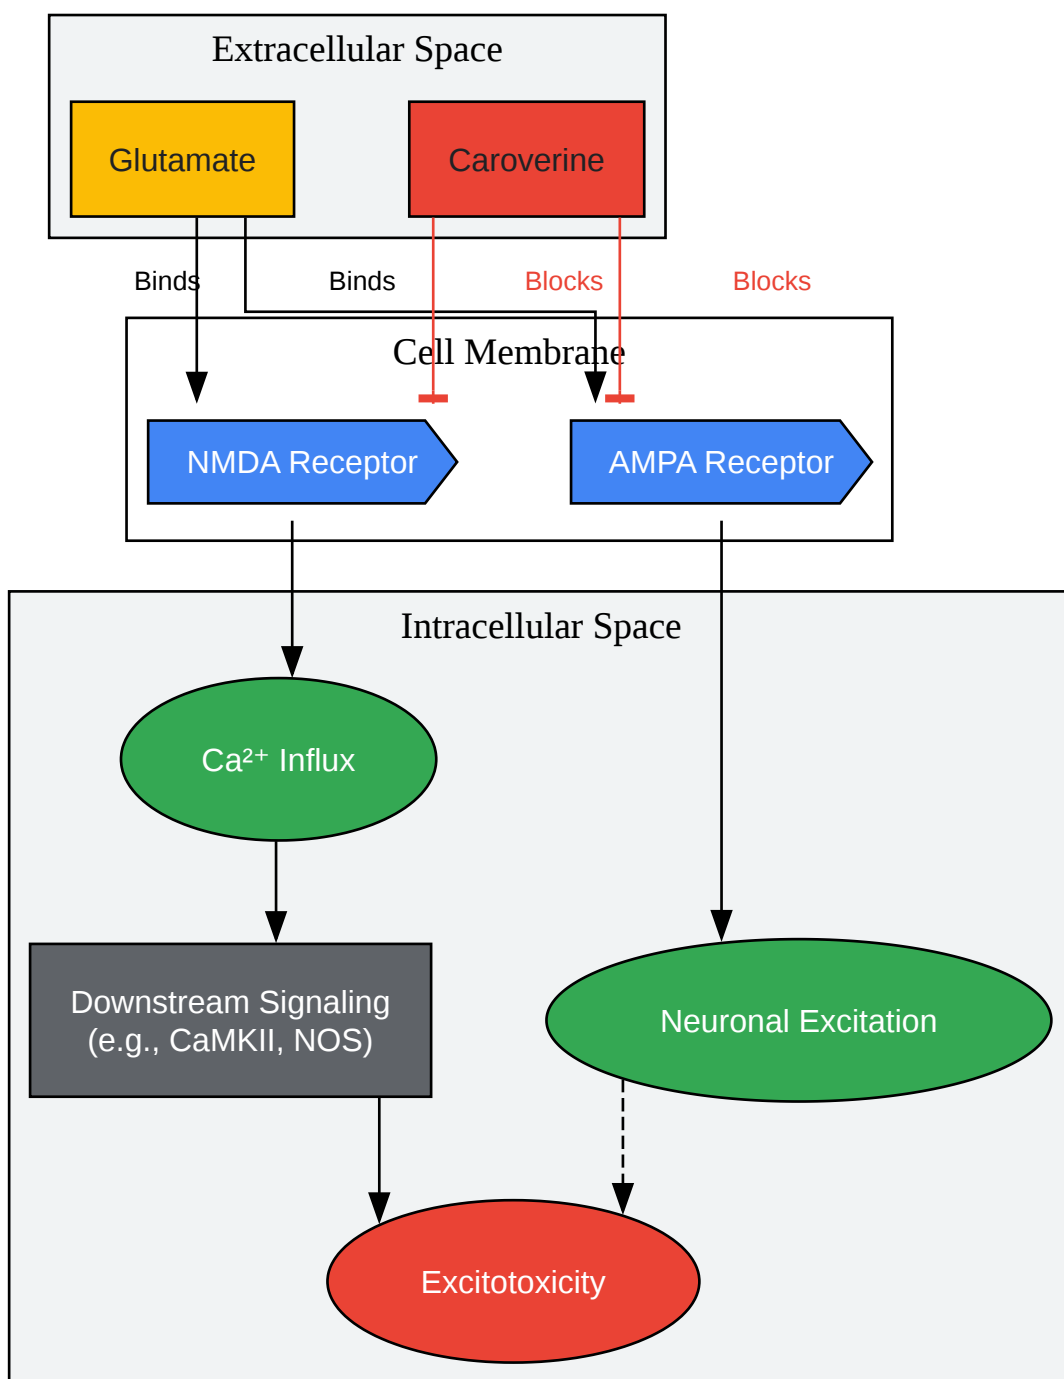 Extracellular Space
Glutamate
Caroverine
Binds
Binds
Blocks
Blocks
Cell Membrane
NMDA Receptor
AMPA Receptor
Intracellular Space
Ca²⁺ Influx
Downstream Signaling
(e.g., CaMKII, NOS)
Neuronal Excitation
Excitotoxicity